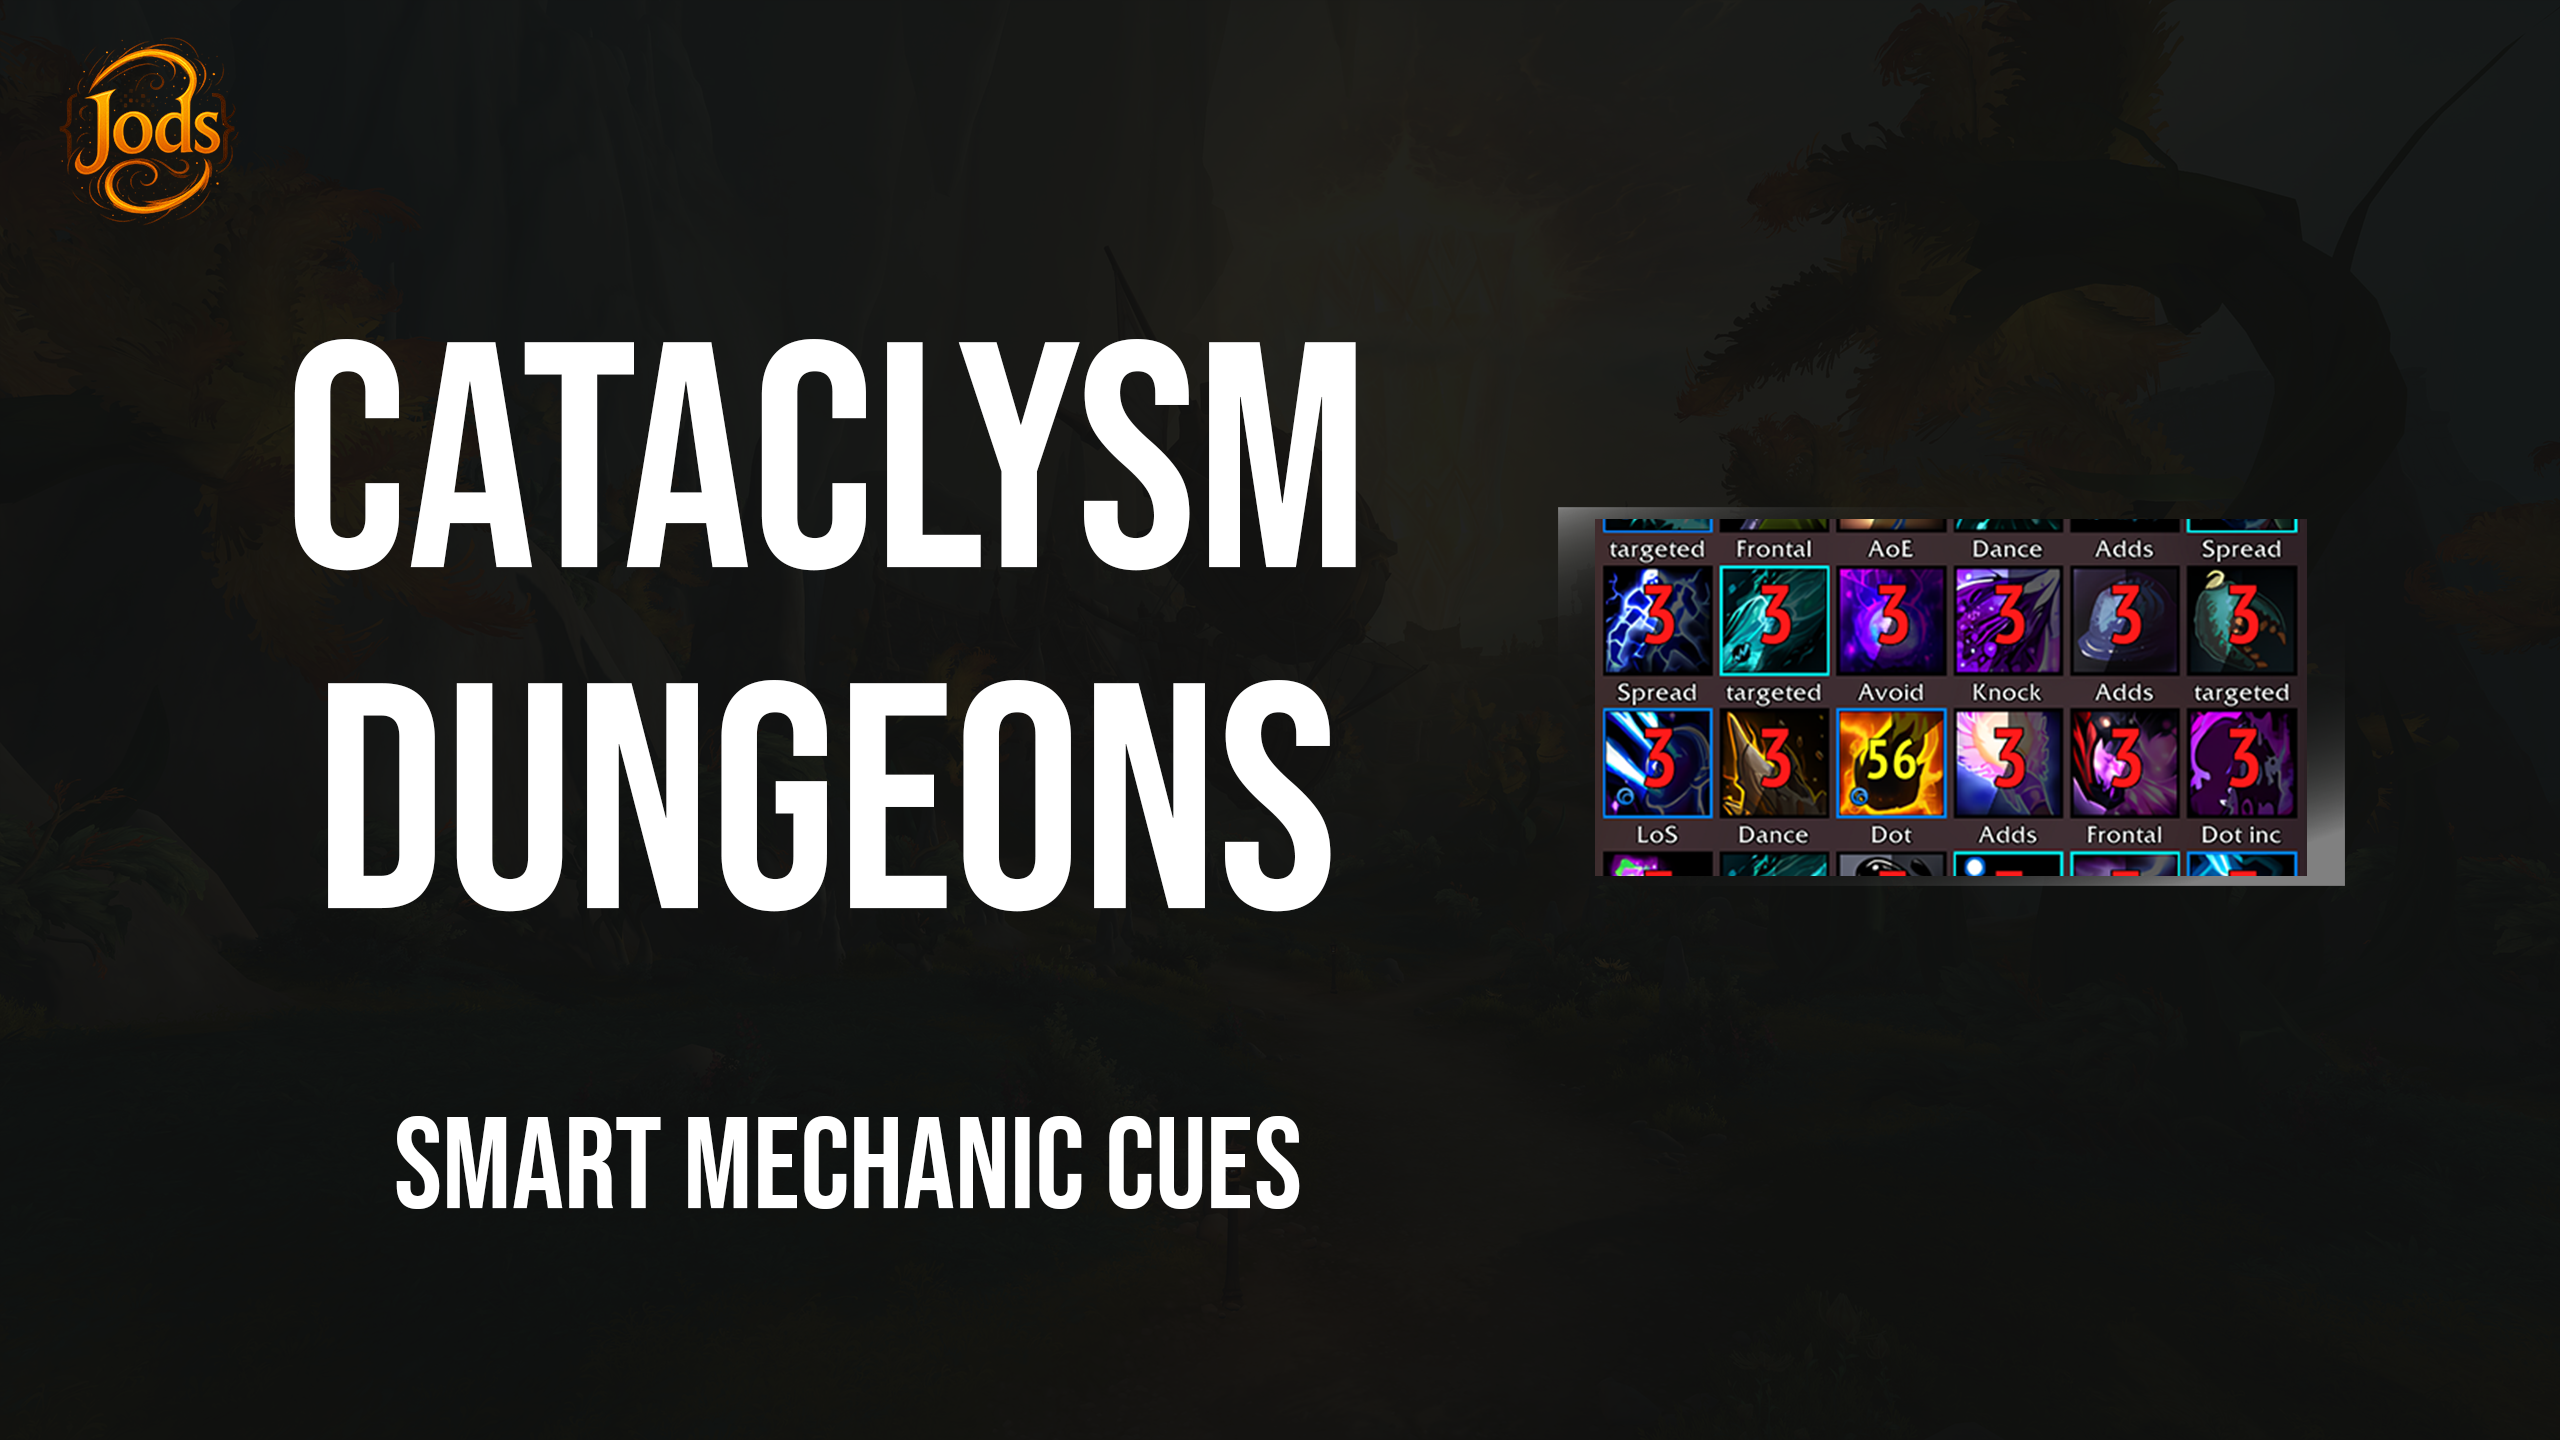 Jods
CATACLYSM
DUNGEONS
SMART MECHANIC CUES
targeted Frontal AoE Dance Adds Spread
3 3 3 3 3 3
Spread targeted Avoid Knock Adds targeted
3 3 56 3 3 3
LoS Dance Dot Adds Frontal Dot inc